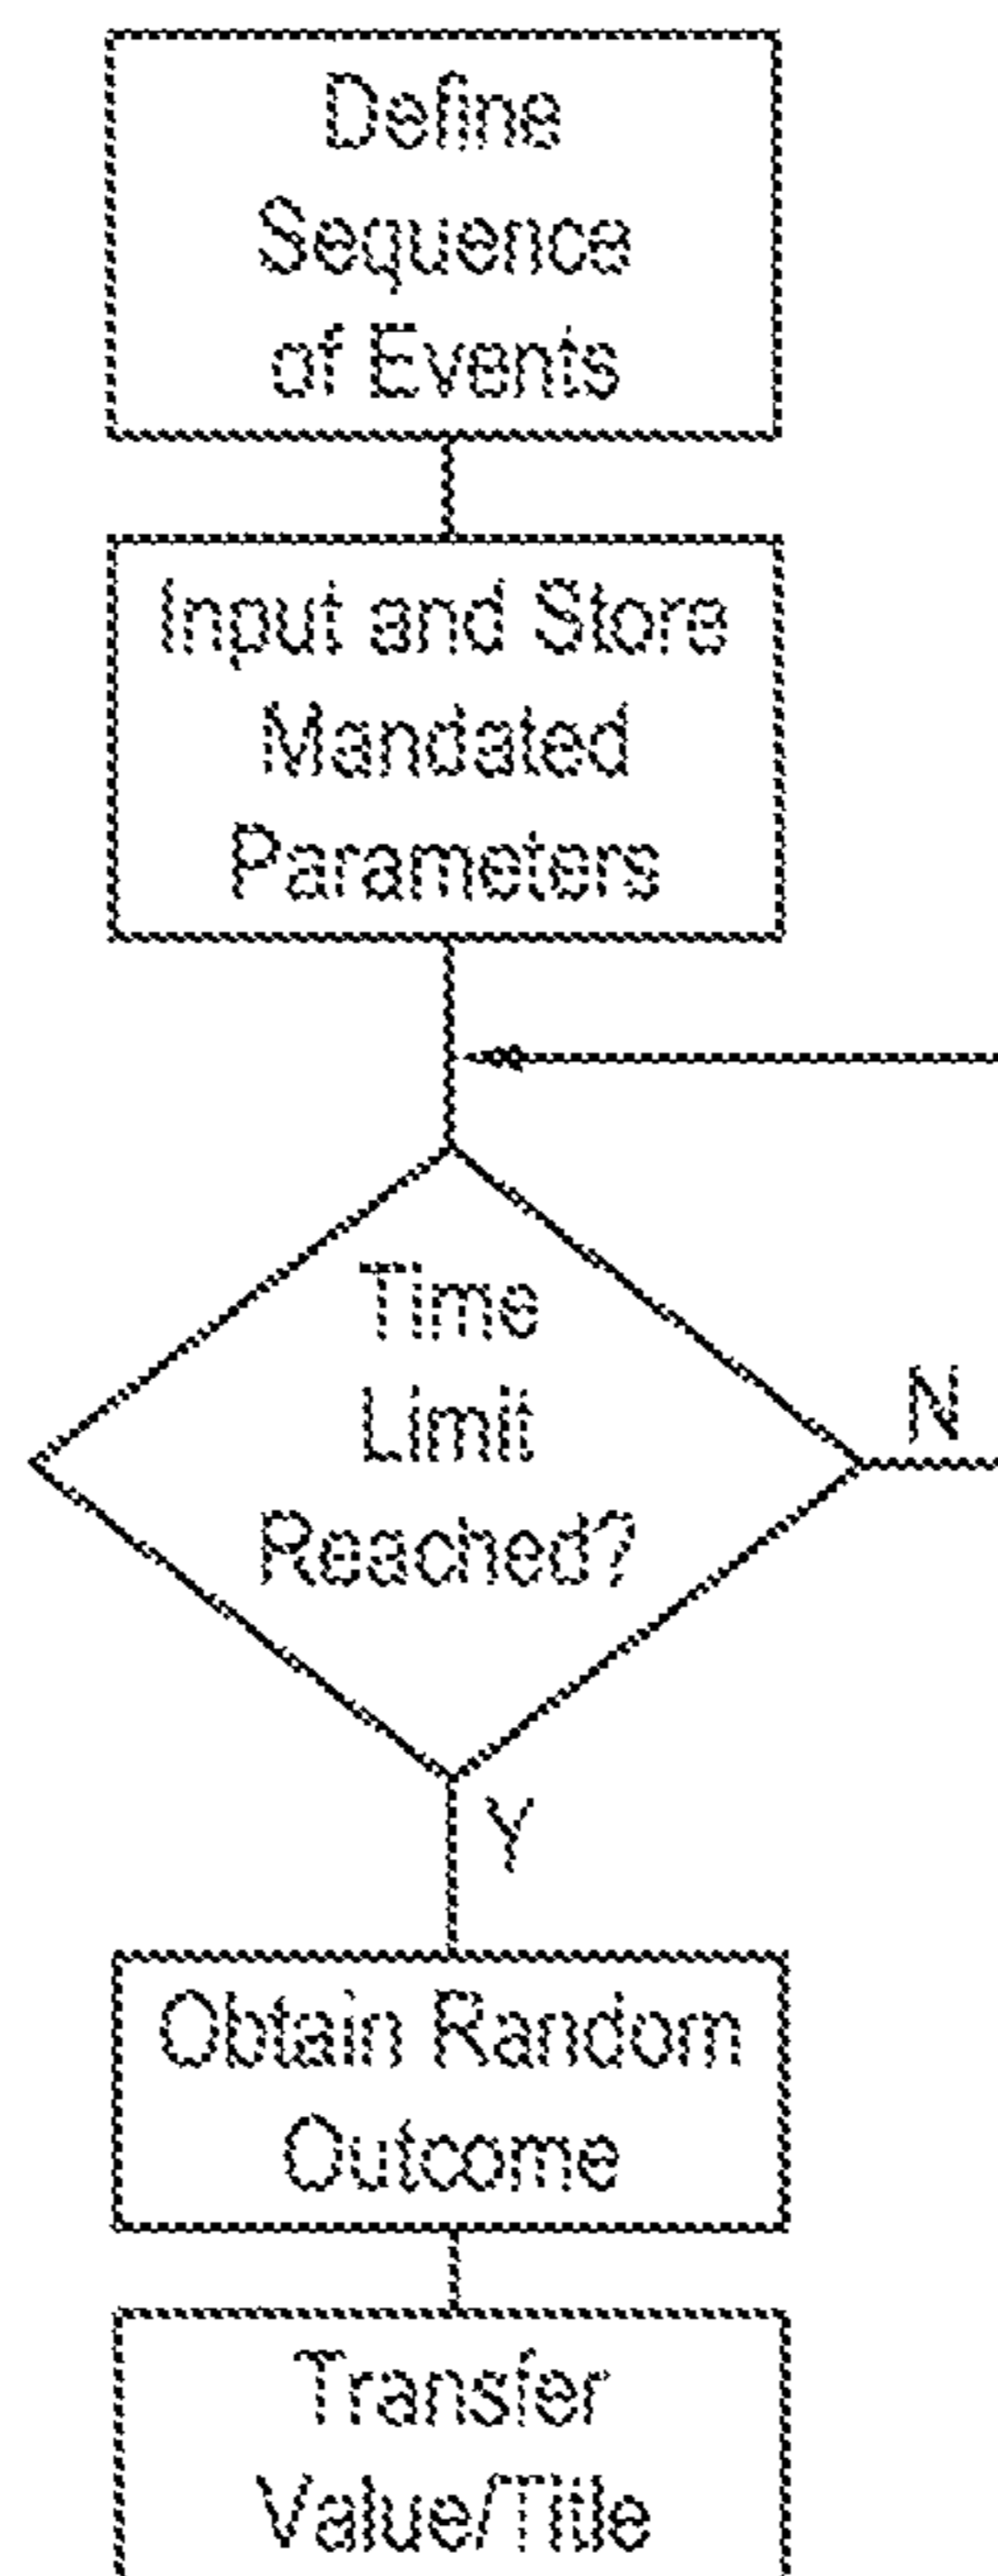 Define
Sequence
of Events
Input and Store
Mandated
Parameters
Time
Limit
Reached?
N
Y
Obtain Random
Outcome
Transfer
Value/Title